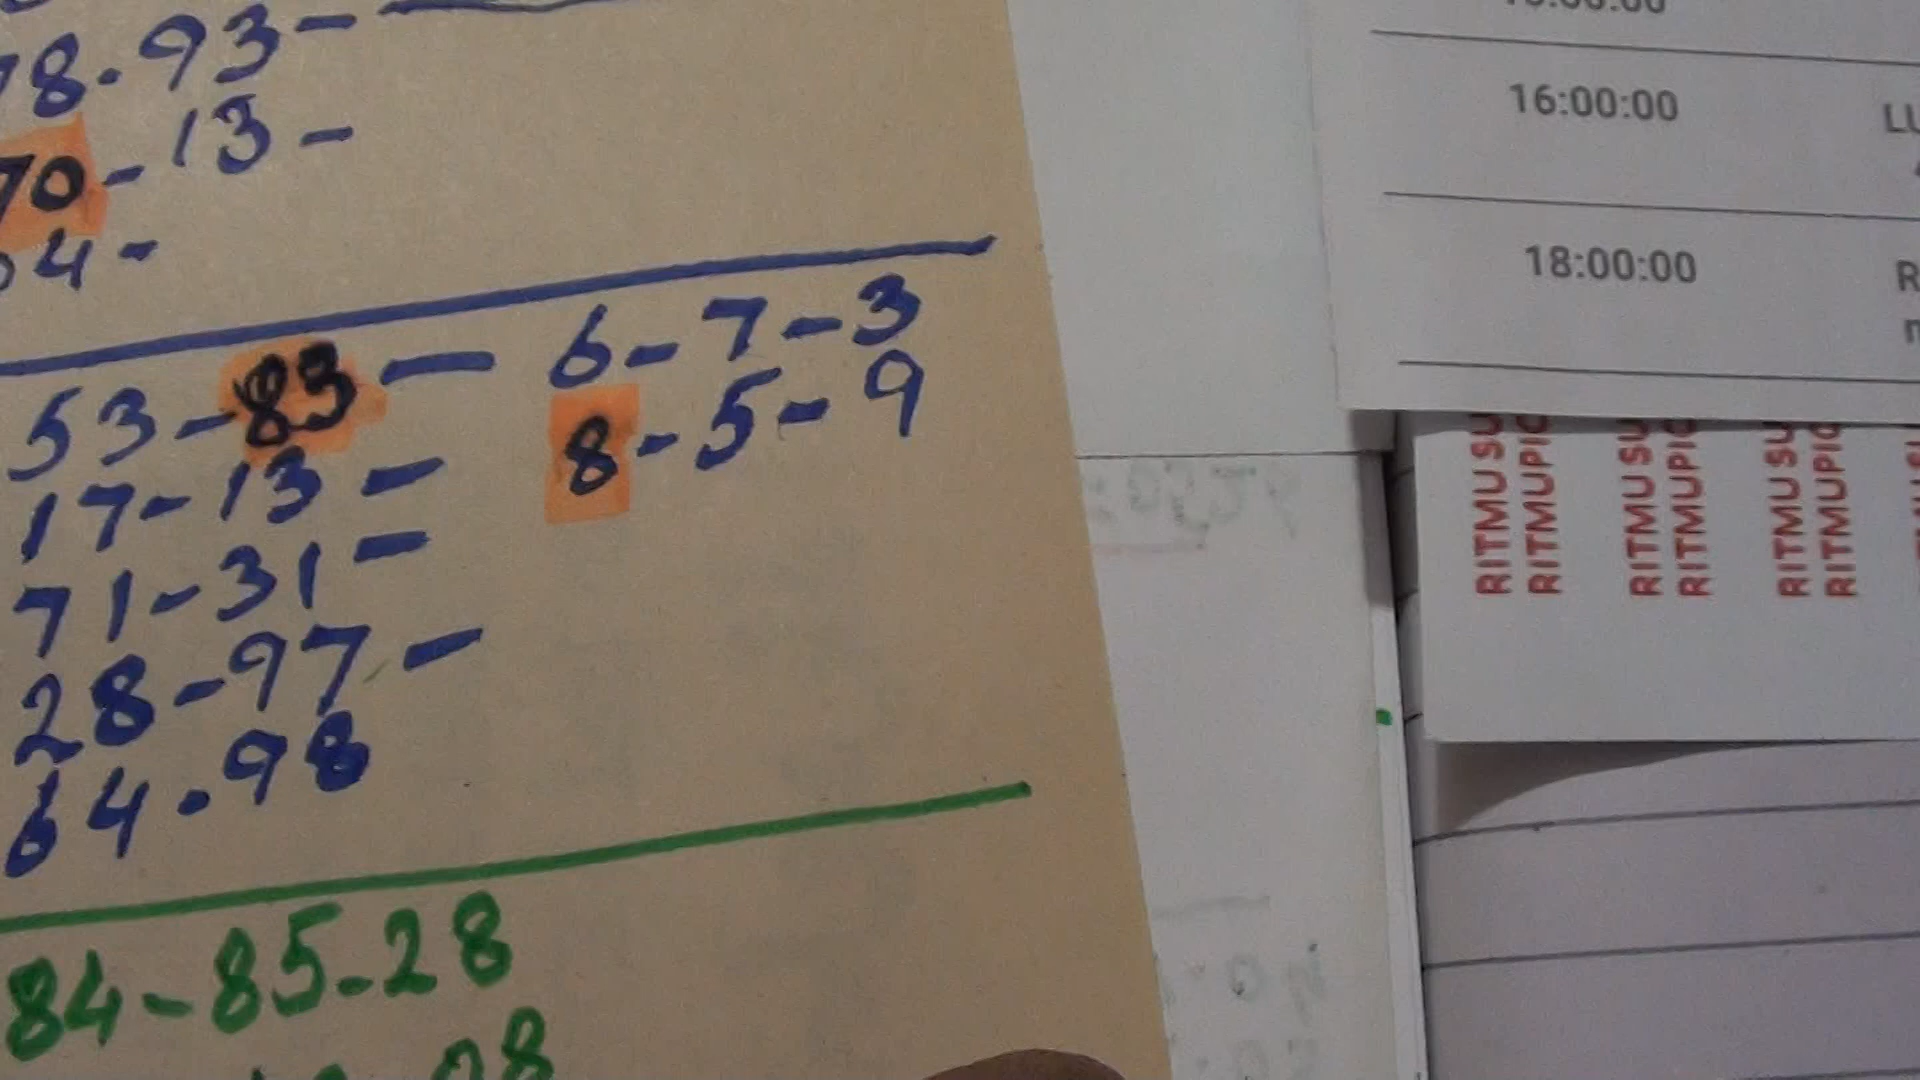 78.93-
70-13-
04-
53-83- 6-7-3
17-13- 8-5-9
71-31-
28-97-
64.98
84-85-28
16:00:00
18:00:00
RITMU SU
RITMUPIC
RITMU SU
RITMUPIC
RITMU SU
RITMUPIC